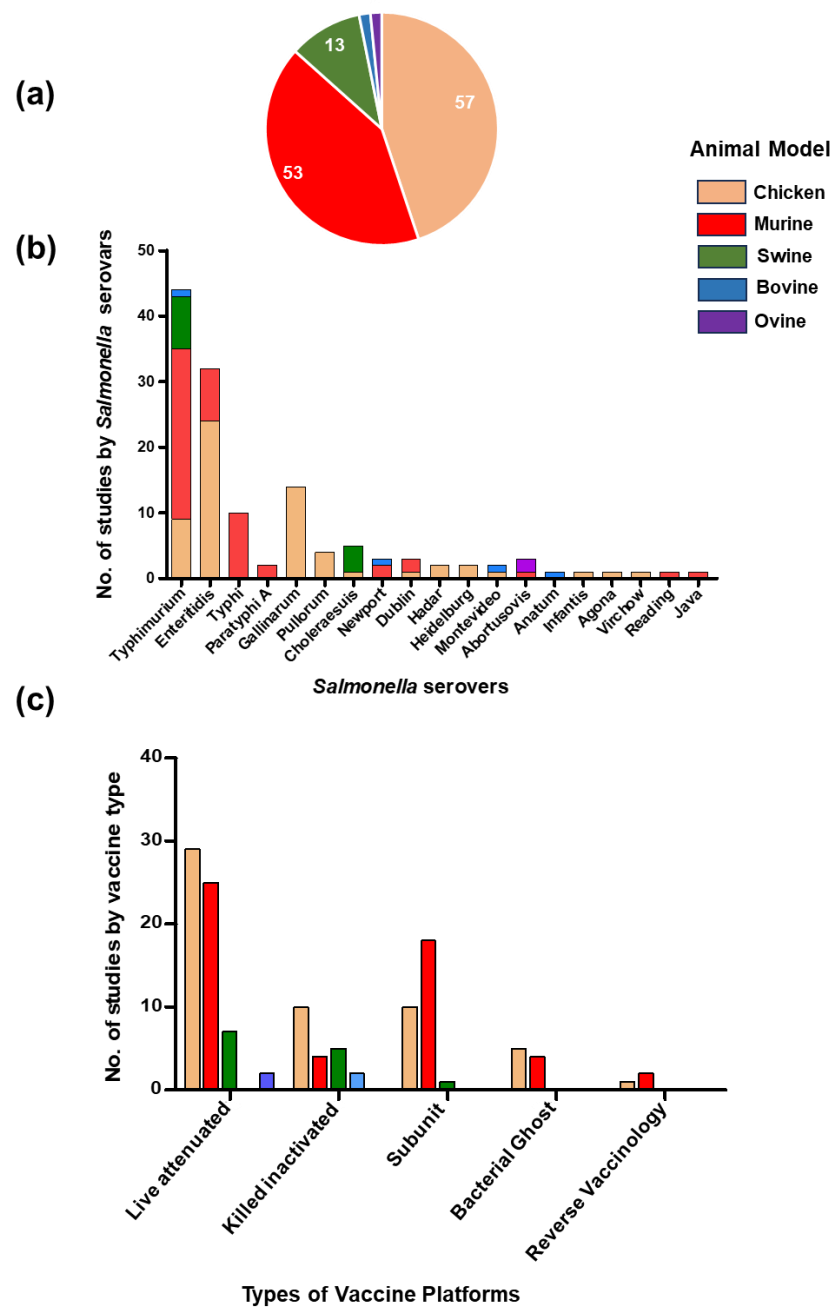 (a)
13
57
53
Animal Model
Chicken
Murine
Swine
Bovine
Ovine
(b)
No. of studies by Salmonella serovars
50
40
30
20
10
0
Typhimurium
Enteritidis
Typhi
Paratyphi A
Gallinarum
Pullorum
Choleraesuis
Newport
Dublin
Hadar
Heidelburg
Montevideo
Abortusovis
Anatum
Infantis
Agona
Virchow
Reading
Java
Salmonella serovers
(c)
No. of studies by vaccine type
40
30
20
10
0
Live attenuated
Killed inactivated
Subunit
Bacterial Ghost
Reverse Vaccinology
Types of Vaccine Platforms